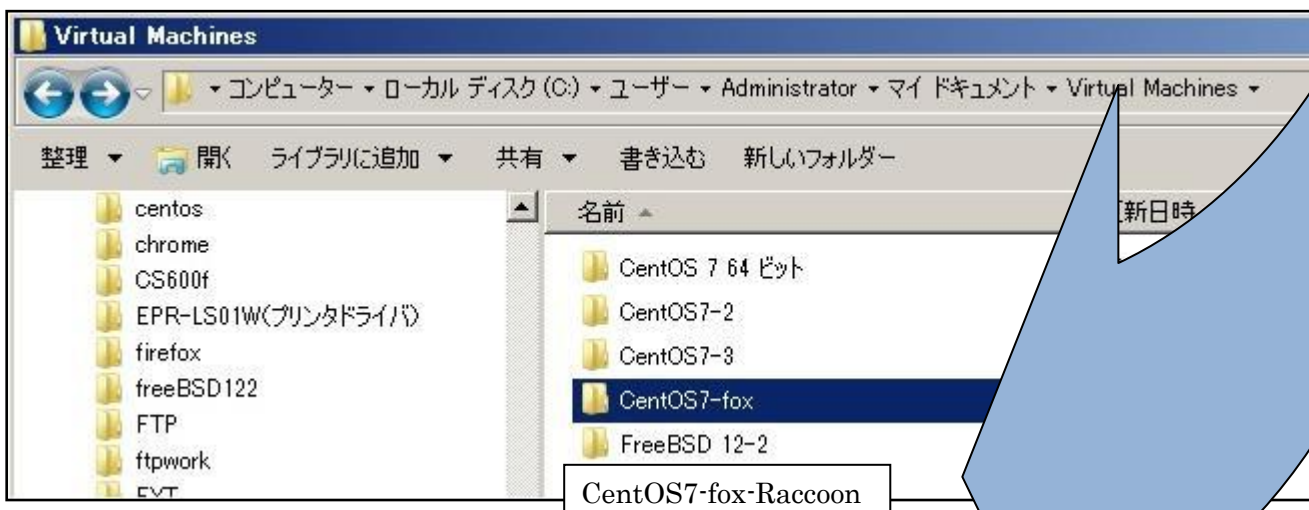 Virtual Machines
コンピューター ローカル ディスク (C:) ユーザー Administrator マイ ドキュメント Virtual Machines
整理 開く ライブラリに追加 共有 書き込む 新しいフォルダー
centos
chrome
CS600f
EPR-LS01W(プリンタドライバ)
firefox
freeBSD122
FTP
ftpwork
名前
新日時
CentOS 7 64 ビット
CentOS7-2
CentOS7-3
CentOS7-fox
FreeBSD 12-2
CentOS7-fox-Raccoon